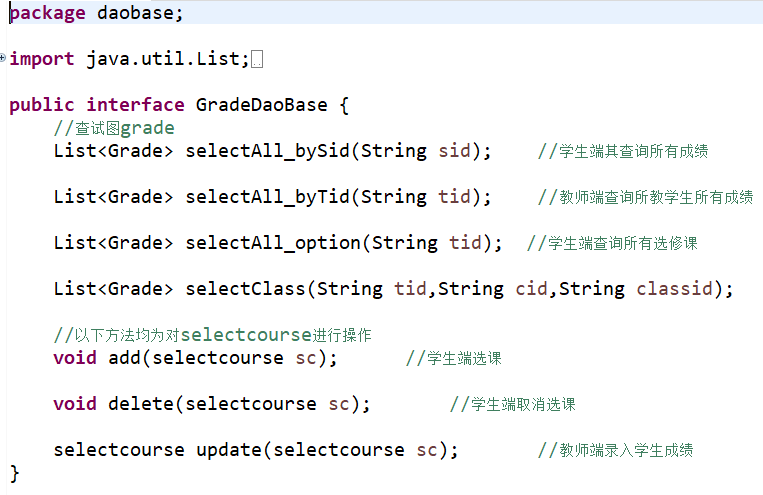 package daobase;
import java.util.List;
public interface GradeDaoBase {
//查试图grade
List<Grade> selectAll_bySid(String sid); //学生端其查询所有成绩
List<Grade> selectAll_byTid(String tid); //教师端查询所教学生所有成绩
List<Grade> selectAll_option(String tid); //学生端查询所有选修课
List<Grade> selectClass(String tid,String cid,String classid);
//以下方法均为对selectcourse进行操作
void add(selectcourse sc); //学生端选课
void delete(selectcourse sc); //学生端取消选课
selectcourse update(selectcourse sc); //教师端录入学生成绩
}